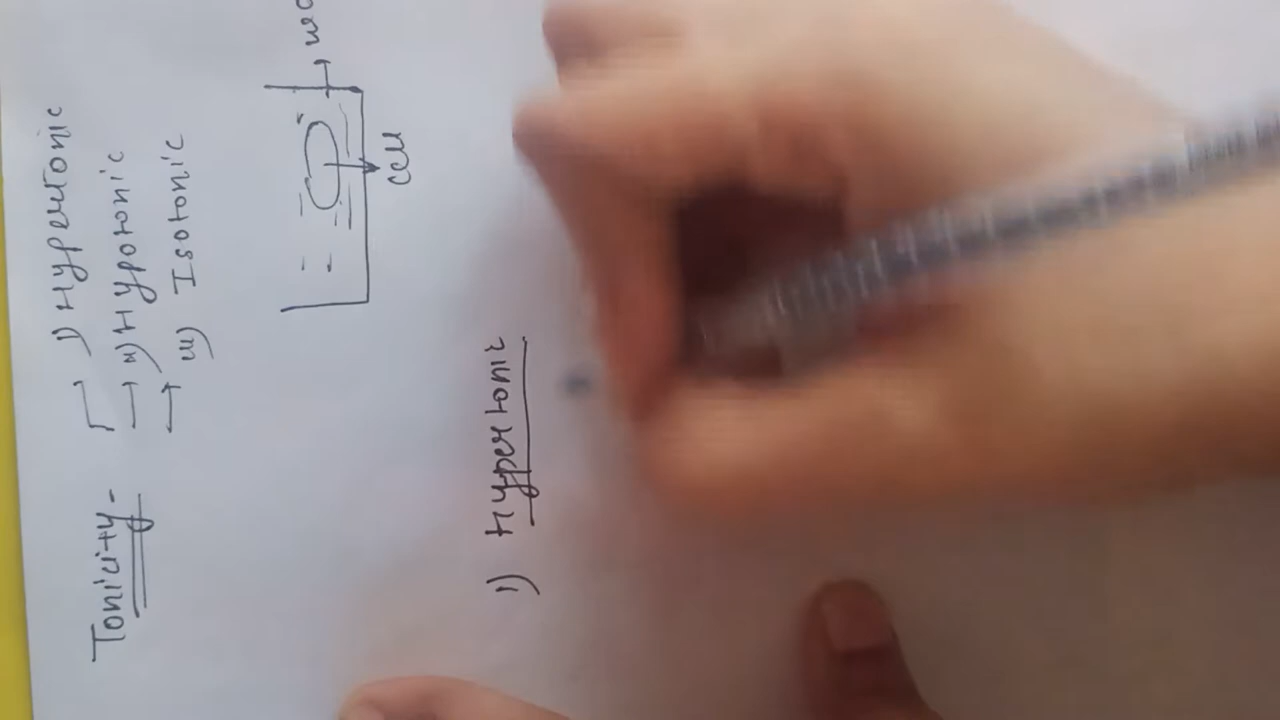 Tonicity- → i) Hypertonic
→ ii) Hypotonic
→ iii) Isotonic
Cell
1) Hypertonic